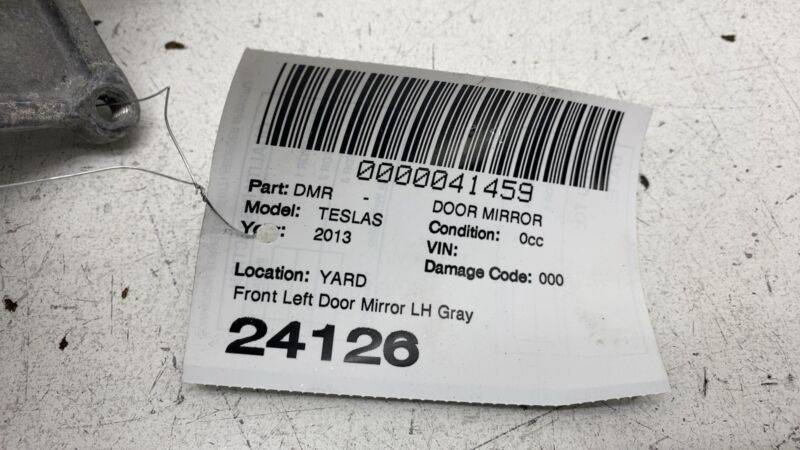 0000041459
Part: DMR - DOOR MIRROR
Model: TESLAS Condition: 0cc
Year: 2013 VIN:
Damage Code: 000
Location: YARD
Front Left Door Mirror LH Gray
24126